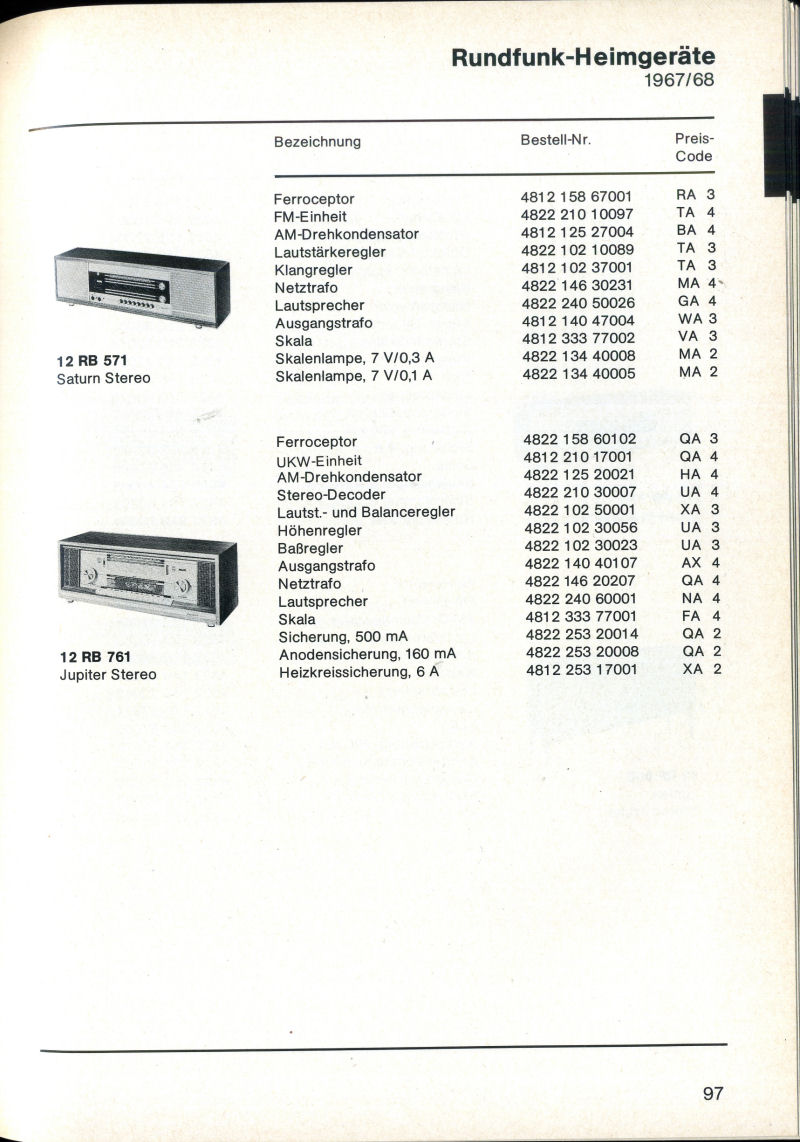 Rundfunk-Heimgeräte
1967/68
Bezeichnung Bestell-Nr. Preis-
Code
Ferroceptor 4812 158 67001 RA 3
FM-Einheit 4822 210 10097 TA 4
AM-Drehkondensator 4812 125 27004 BA 4
Lautstärkeregler 4822 102 10089 TA 3
Klangregler 4812 102 37001 TA 3
Netztrafo 4822 146 30231 MA 4
Lautsprecher 4822 240 50026 GA 4
Ausgangstrafo 4812 140 47004 WA 3
Skala 4812 333 77002 VA 3
Skalenlampe, 7 V/0,3 A 4822 134 40008 MA 2
Skalenlampe, 7 V/0,1 A 4822 134 40005 MA 2
12 RB 571
Saturn Stereo
Ferroceptor 4822 158 60102 QA 3
UKW-Einheit 4812 210 17001 QA 4
AM-Drehkondensator 4822 125 20021 HA 4
Stereo-Decoder 4822 210 30007 UA 4
Lautst.- und Balanceregler 4822 102 50001 XA 3
Höhenregler 4822 102 30056 UA 3
Baßregler 4822 102 30023 UA 3
Ausgangstrafo 4822 140 40107 AX 4
Netztrafo 4822 146 20207 QA 4
Lautsprecher 4822 240 60001 NA 4
Skala 4812 333 77001 FA 4
Sicherung, 500 mA 4822 253 20014 QA 2
Anodensicherung, 160 mA 4822 253 20008 QA 2
Heizkreissicherung, 6 A 4812 253 17001 XA 2
12 RB 761
Jupiter Stereo
97